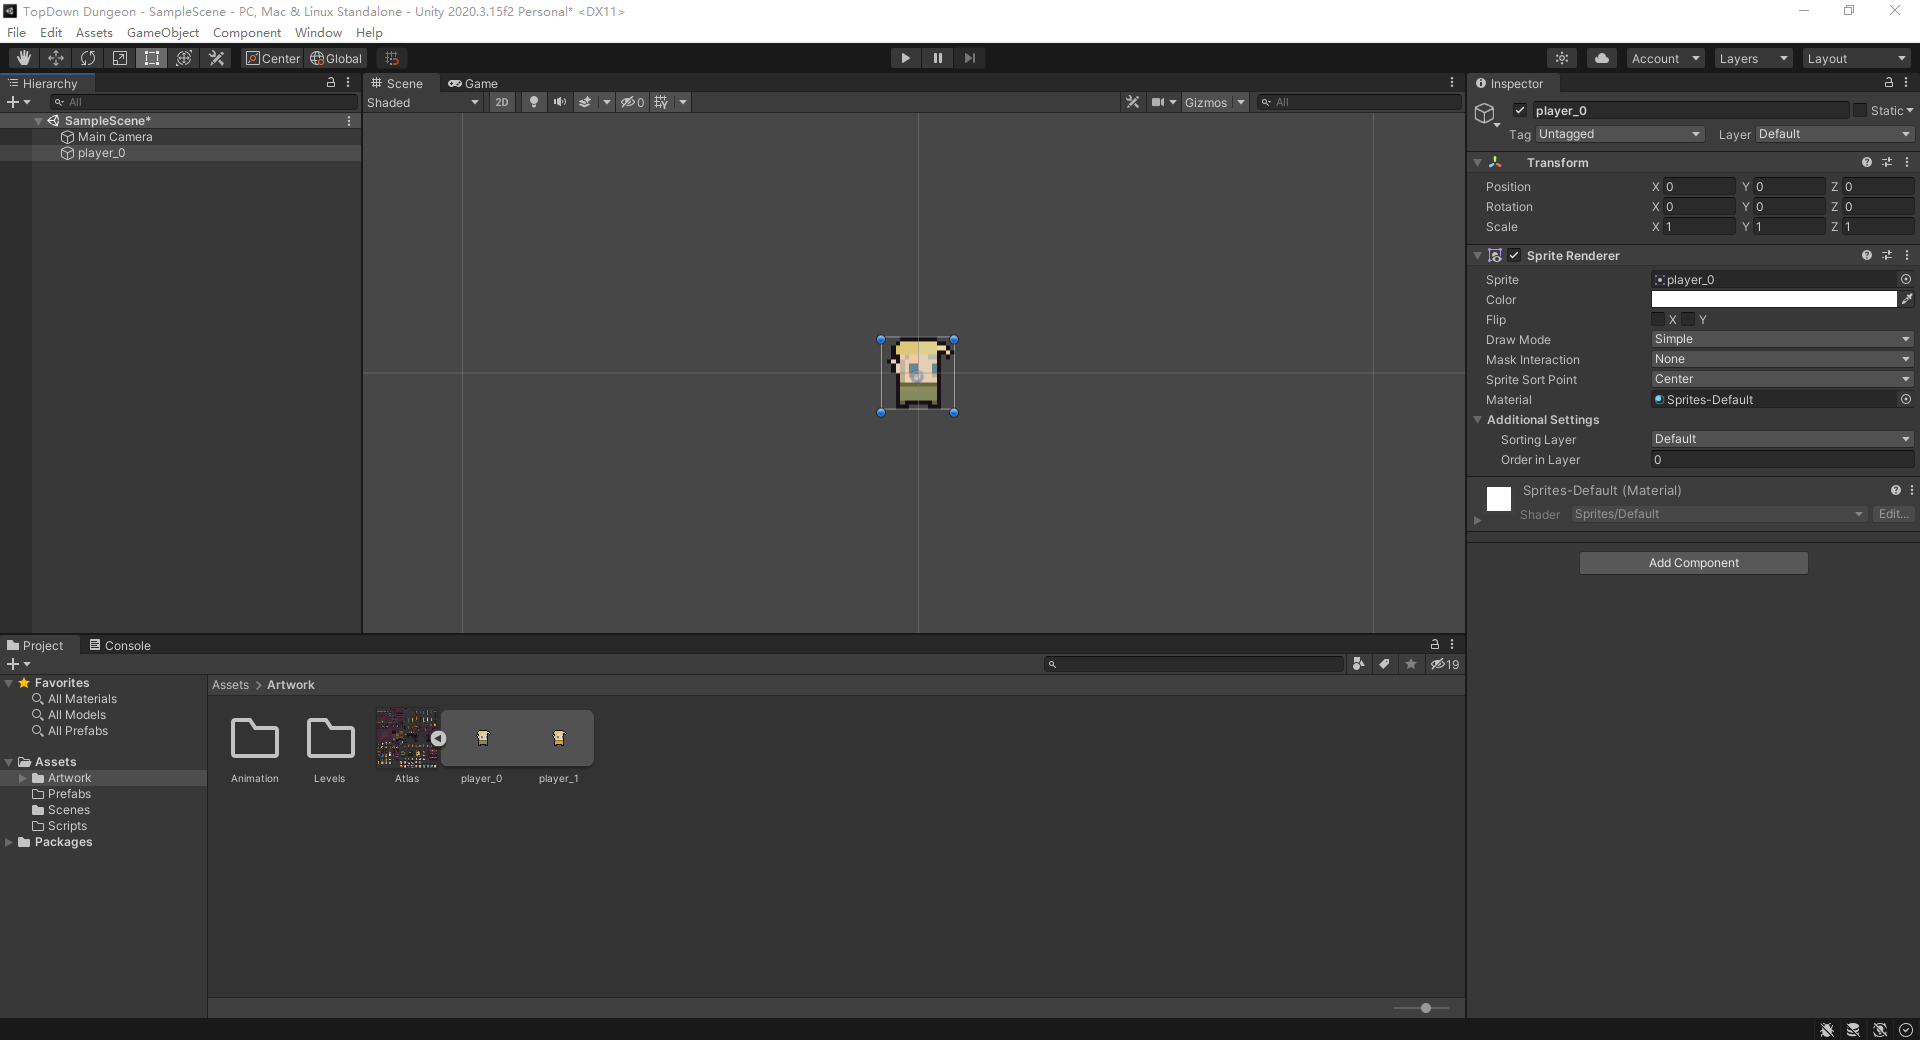 TopDown Dungeon - SampleScene - PC, Mac & Linux Standalone - Unity 2020.3.15f2 Personal* <DX11>
File Edit Assets GameObject Component Window Help
Center Global
Account Layers Layout
Hierarchy
All
SampleScene*
Main Camera
player_0
Scene Game
Shaded 2D 0 Gizmos All
Inspector
player_0 Static
Tag Untagged Layer Default
Transform
Position X 0 Y 0 Z 0
Rotation X 0 Y 0 Z 0
Scale X 1 Y 1 Z 1
Sprite Renderer
Sprite player_0
Color
Flip X Y
Draw Mode Simple
Mask Interaction None
Sprite Sort Point Center
Material Sprites-Default
Additional Settings
Sorting Layer Default
Order in Layer 0
Sprites-Default (Material)
Shader Sprites/Default Edit...
Add Component
Project Console
19
Favorites
All Materials
All Models
All Prefabs
Assets
Artwork
Prefabs
Scenes
Scripts
Packages
Assets > Artwork
Animation Levels Atlas player_0 player_1